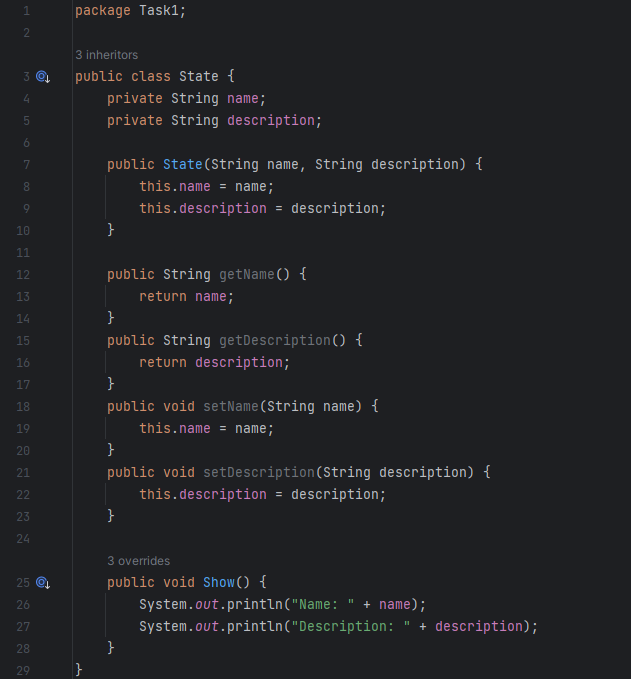 1 package Task1;
2
3 inheritors
3 public class State {
4     private String name;
5     private String description;
6
7     public State(String name, String description) {
8         this.name = name;
9         this.description = description;
10     }
11
12     public String getName() {
13         return name;
14     }
15     public String getDescription() {
16         return description;
17     }
18     public void setName(String name) {
19         this.name = name;
20     }
21     public void setDescription(String description) {
22         this.description = description;
23     }
24
3 overrides
25     public void Show() {
26         System.out.println("Name: " + name);
27         System.out.println("Description: " + description);
28     }
29 }